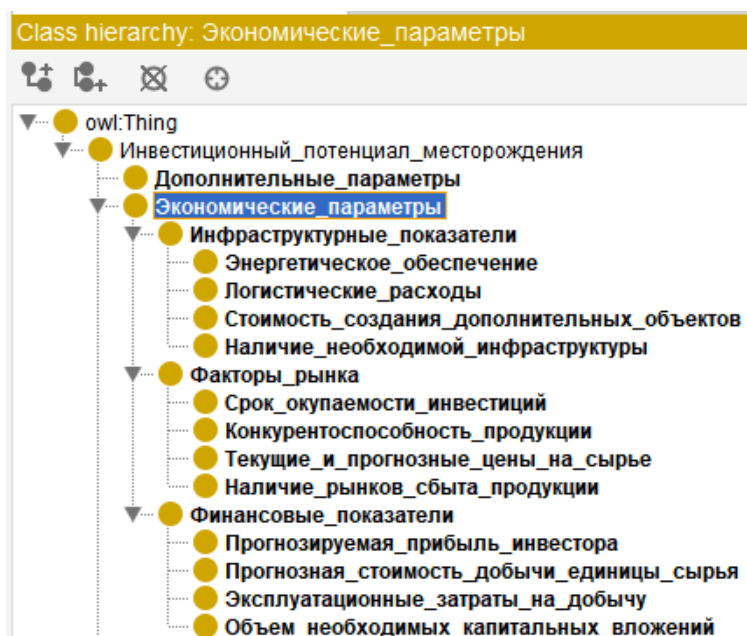 Class hierarchy: Экономические_параметры
owl:Thing
Инвестиционный_потенциал_месторождения
Дополнительные_параметры
Экономические_параметры
Инфраструктурные_показатели
Энергетическое_обеспечение
Логистические_расходы
Стоимость_создания_дополнительных_объектов
Наличие_необходимой_инфраструктуры
Факторы_рынка
Срок_окупаемости_инвестиций
Конкурентоспособность_продукции
Текущие_и_прогнозные_цены_на_сырье
Наличие_рынков_сбыта_продукции
Финансовые_показатели
Прогнозируемая_прибыль_инвестора
Прогнозная_стоимость_добычи_единицы_сырья
Эксплуатационные_затраты_на_добычу
Объем_необходимых_капитальных_вложений